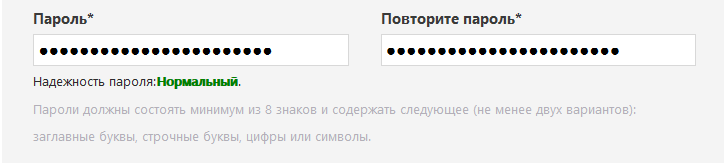 Пароль*
Повторите пароль*
Надежность пароля:Нормальный.
Пароли должны состоять минимум из 8 знаков и содержать следующее (не менее двух вариантов):
заглавные буквы, строчные буквы, цифры или символы.